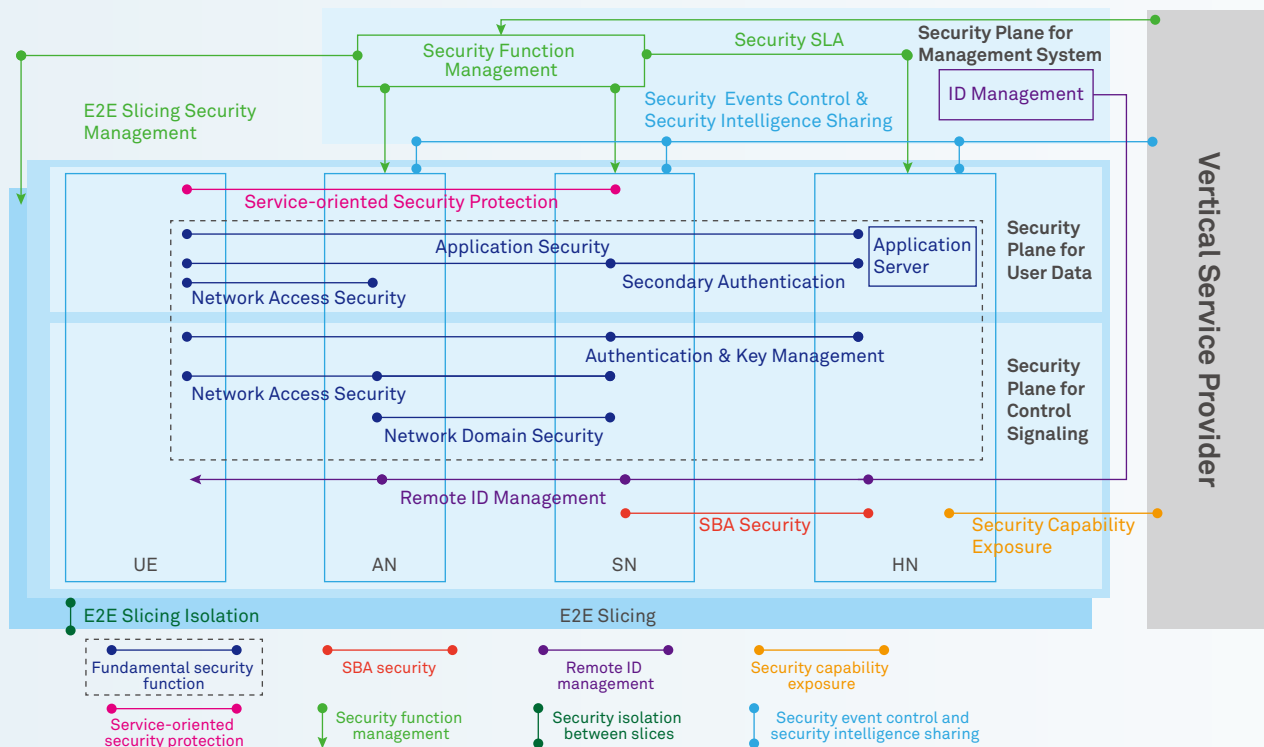 Security Function
Management
Security SLA
Security Plane for
Management System
ID Management
E2E Slicing Security
Management
Security Events Control &
Security Intelligence Sharing
Vertical Service Provider
Service-oriented Security Protection
Application Security
Application
Server
Security
Plane for
User Data
Secondary Authentication
Network Access Security
Authentication & Key Management
Security
Plane for
Control
Signaling
Network Access Security
Network Domain Security
Remote ID Management
SBA Security
Security Capability
Exposure
UE
AN
SN
HN
E2E Slicing Isolation
E2E Slicing
Fundamental security
function
SBA security
Remote ID
management
Security capability
exposure
Service-oriented
security protection
Security function
management
Security isolation
between slices
Security event control and
security intelligence sharing